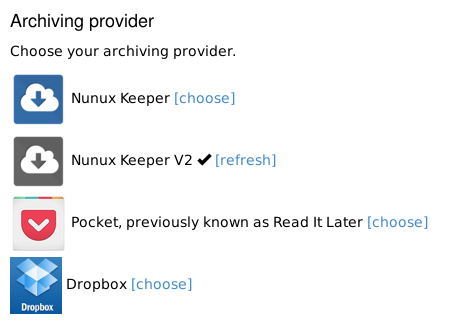 Archiving provider
Choose your archiving provider.
Nunux Keeper [choose]
Nunux Keeper V2 ✔ [refresh]
Pocket, previously known as Read It Later [choose]
Dropbox [choose]
Dropbox